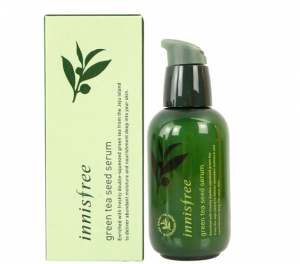 innisfree
green tea seed serum
Enriched with freshly double-squeezed green tea from the Jeju Island
to deliver abundant moisture and nourishment deep into your skin.
innisfree
green tea seed serum